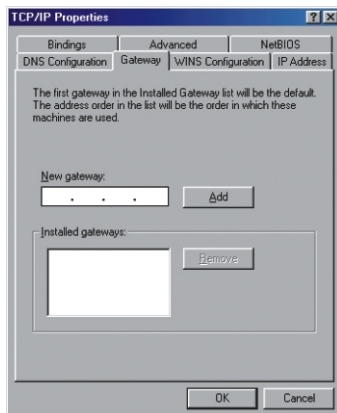 TCP/IP Properties
Bindings Advanced NetBIOS
DNS Configuration Gateway WINS Configuration IP Address
The first gateway in the Installed Gateway list will be the default.
The address order in the list will be the order in which these
machines are used.
New gateway:
. . .
Add
Installed gateways:
Remove
OK Cancel